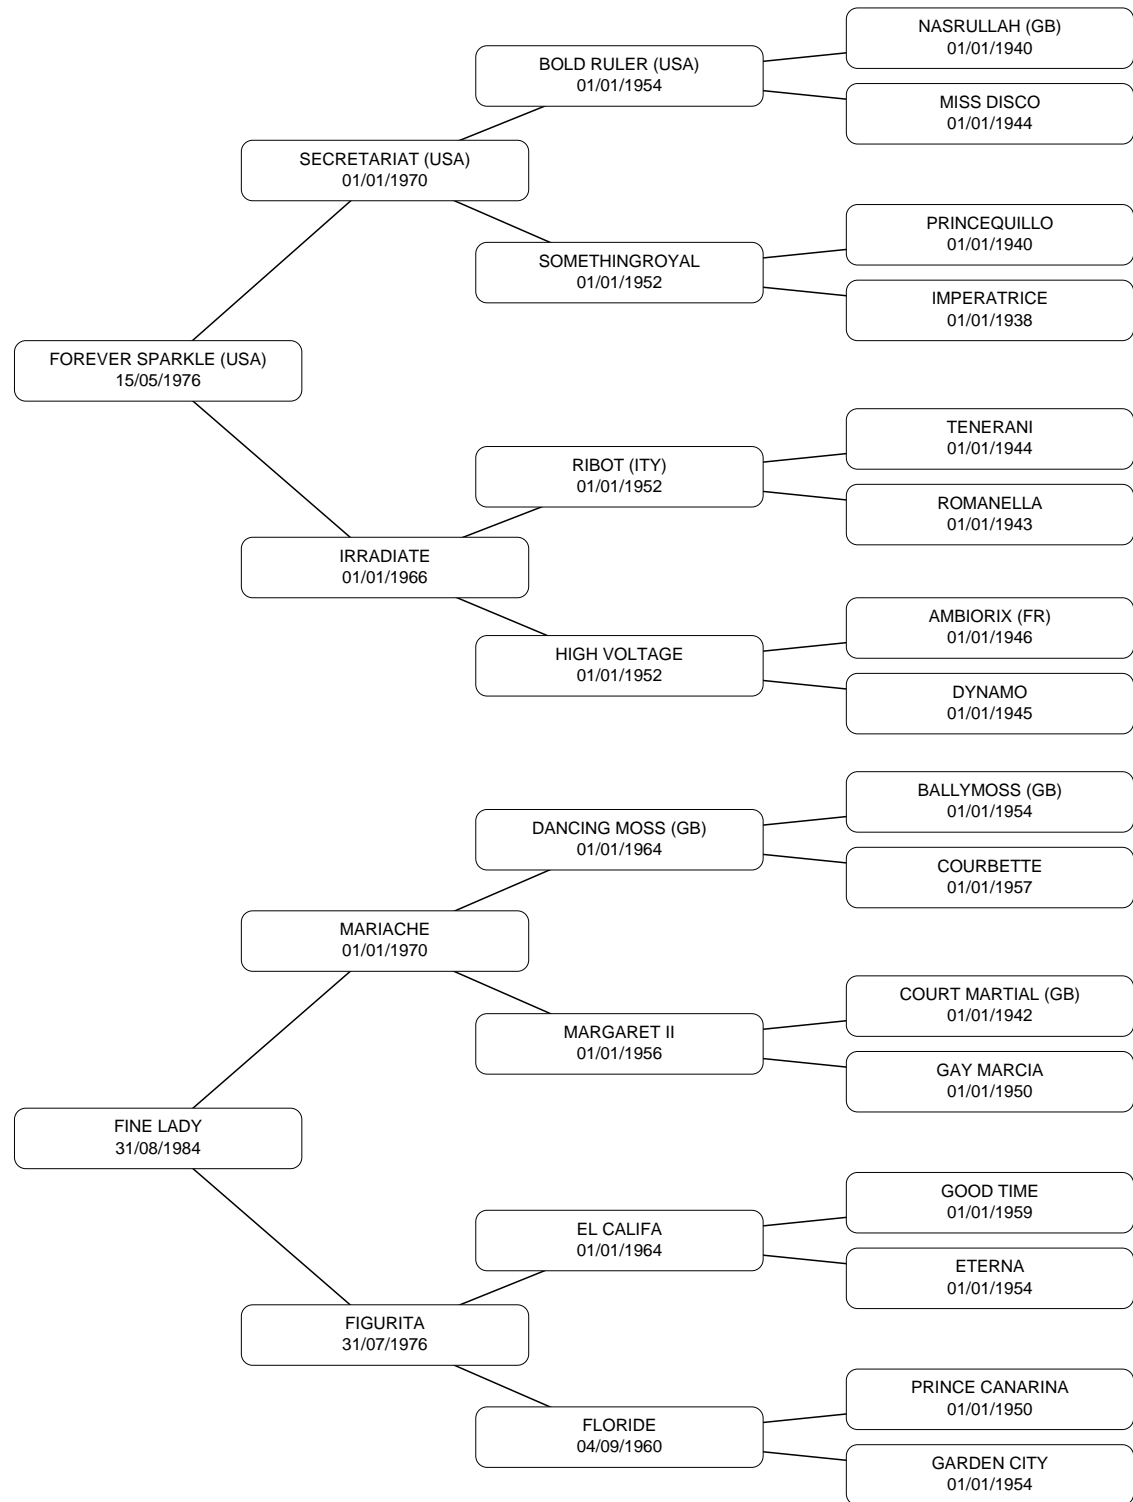 NASRULLAH (GB)
01/01/1940
BOLD RULER (USA)
01/01/1954
MISS DISCO
01/01/1944
SECRETARIAT (USA)
01/01/1970
PRINCEQUILLO
01/01/1940
SOMETHINGROYAL
01/01/1952
IMPERATRICE
01/01/1938
FOREVER SPARKLE (USA)
15/05/1976
TENERANI
01/01/1944
RIBOT (ITY)
01/01/1952
ROMANELLA
01/01/1943
IRRADIATE
01/01/1966
AMBIORIX (FR)
01/01/1946
HIGH VOLTAGE
01/01/1952
DYNAMO
01/01/1945
BALLYMOSS (GB)
01/01/1954
DANCING MOSS (GB)
01/01/1964
COURBETTE
01/01/1957
MARIACHE
01/01/1970
COURT MARTIAL (GB)
01/01/1942
MARGARET II
01/01/1956
GAY MARCIA
01/01/1950
FINE LADY
31/08/1984
GOOD TIME
01/01/1959
EL CALIFA
01/01/1964
ETERNA
01/01/1954
FIGURITA
31/07/1976
PRINCE CANARINA
01/01/1950
FLORIDE
04/09/1960
GARDEN CITY
01/01/1954